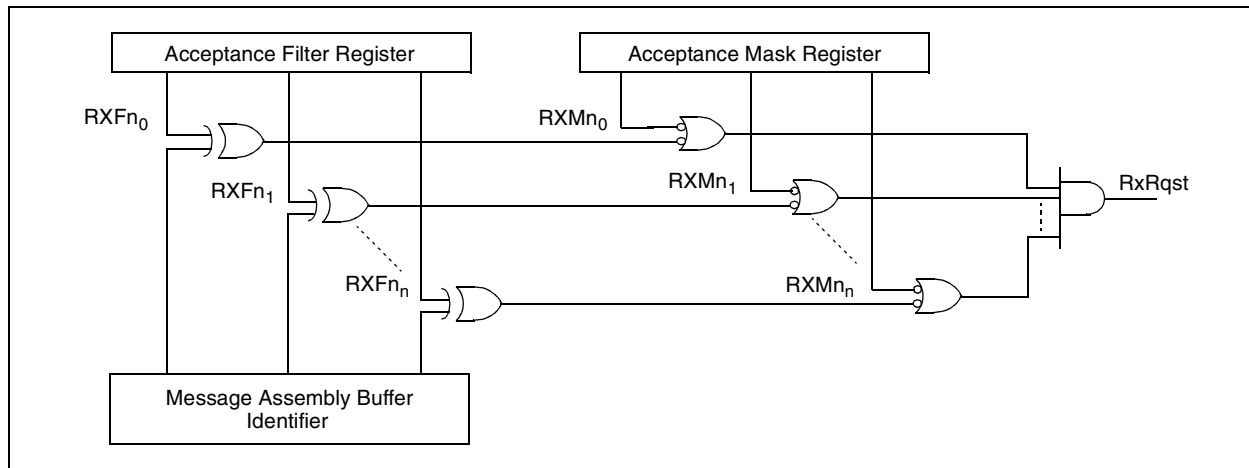 Acceptance Filter Register
Acceptance Mask Register
RXFn0
RXMn0
RXFn1
RXMn1
RxRqst
RXFnn
RXMnn
Message Assembly Buffer
Identifier